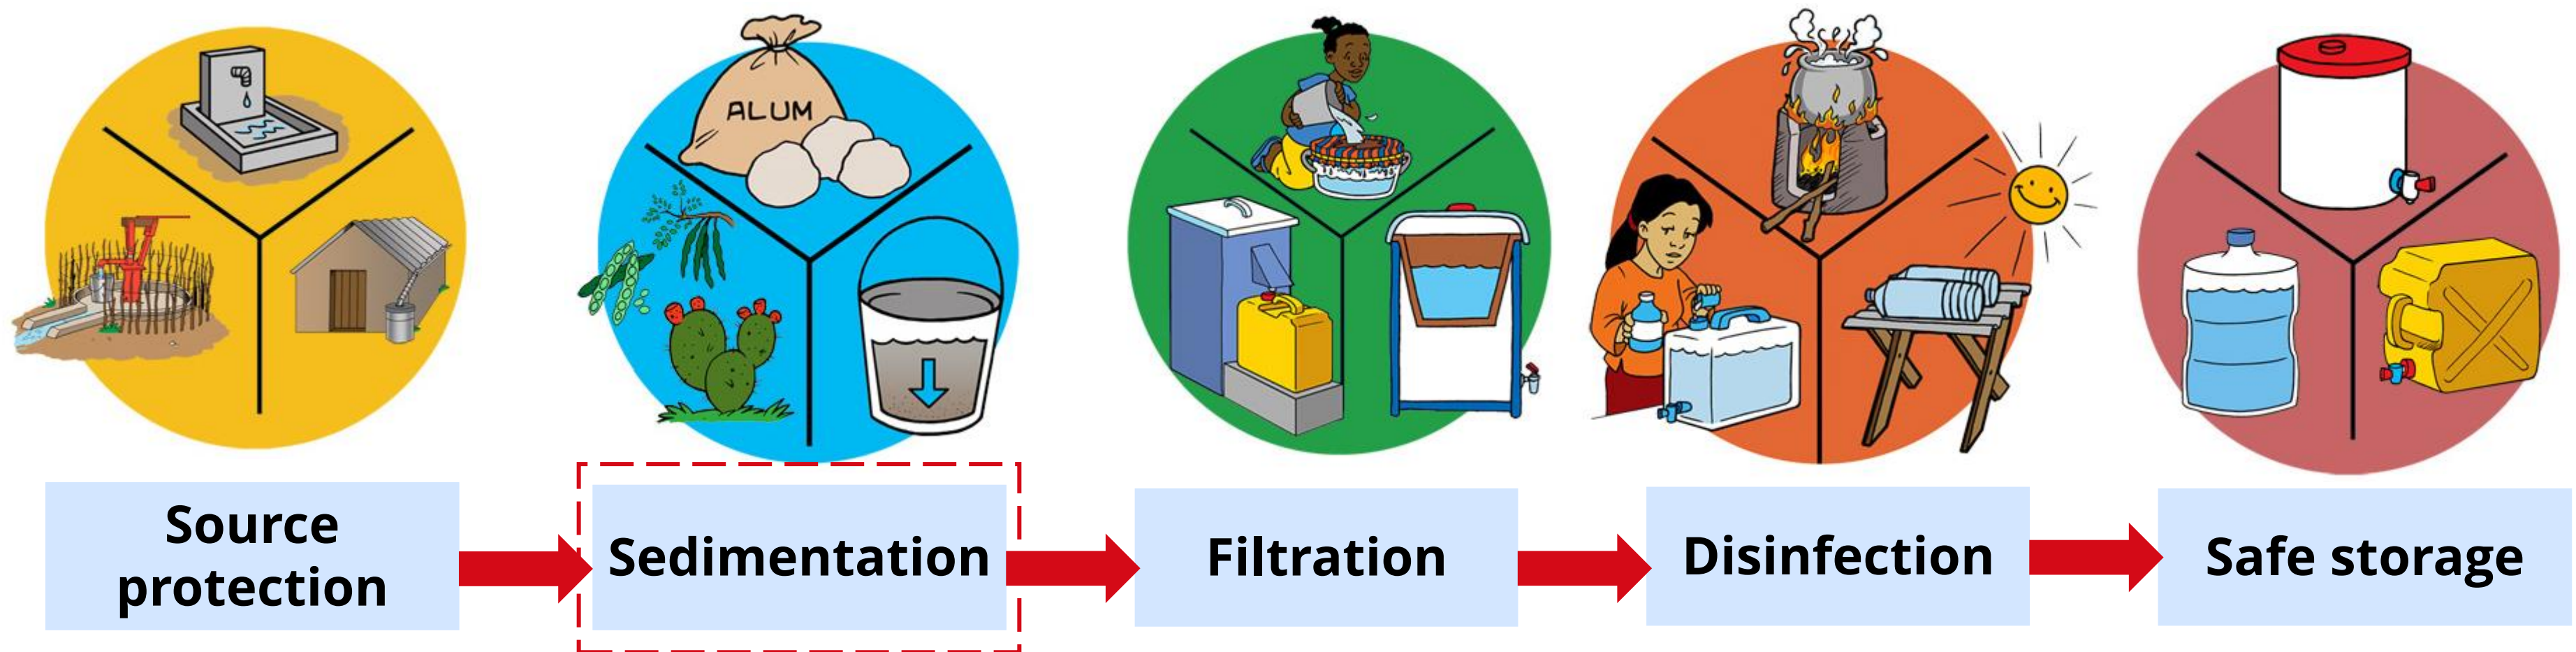 ALUM
Source
protection
Sedimentation
Filtration
Disinfection
Safe storage